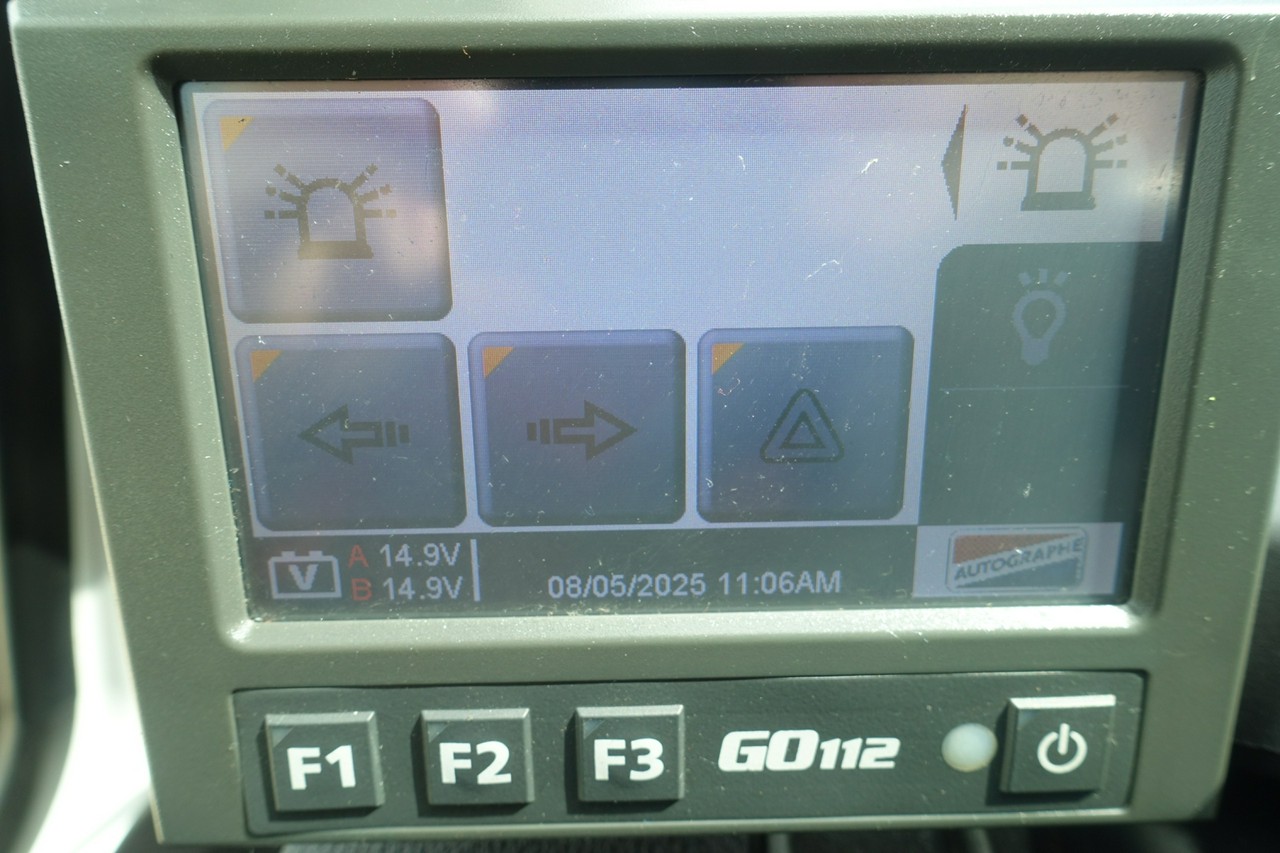 V
A 14.9V
B 14.9V
08/05/2025 11:06AM
AUTOGRAPHE
F1 F2 F3 GO112